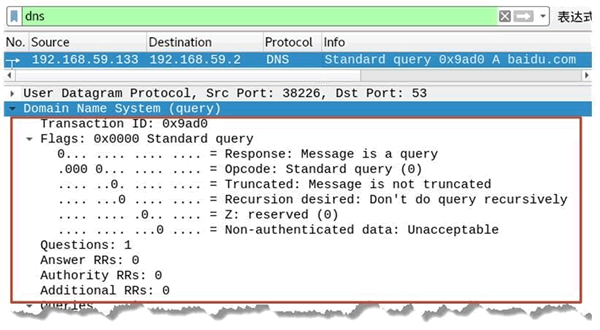 dns 表达式
No. Source Destination Protocol Info
192.168.59.133 192.168.59.2 DNS Standard query 0x9ad0 A baidu.com
User Datagram Protocol, Src Port: 38226, Dst Port: 53
Domain Name System (query)
Transaction ID: 0x9ad0
Flags: 0x0000 Standard query
0... .... .... .... = Response: Message is a query
.000 0... .... .... = Opcode: Standard query (0)
.... ..0. .... .... = Truncated: Message is not truncated
.... ...0 .... .... = Recursion desired: Don't do query recursively
.... .... .0.. .... = Z: reserved (0)
.... .... ...0 .... = Non-authenticated data: Unacceptable
Questions: 1
Answer RRs: 0
Authority RRs: 0
Additional RRs: 0
Queries